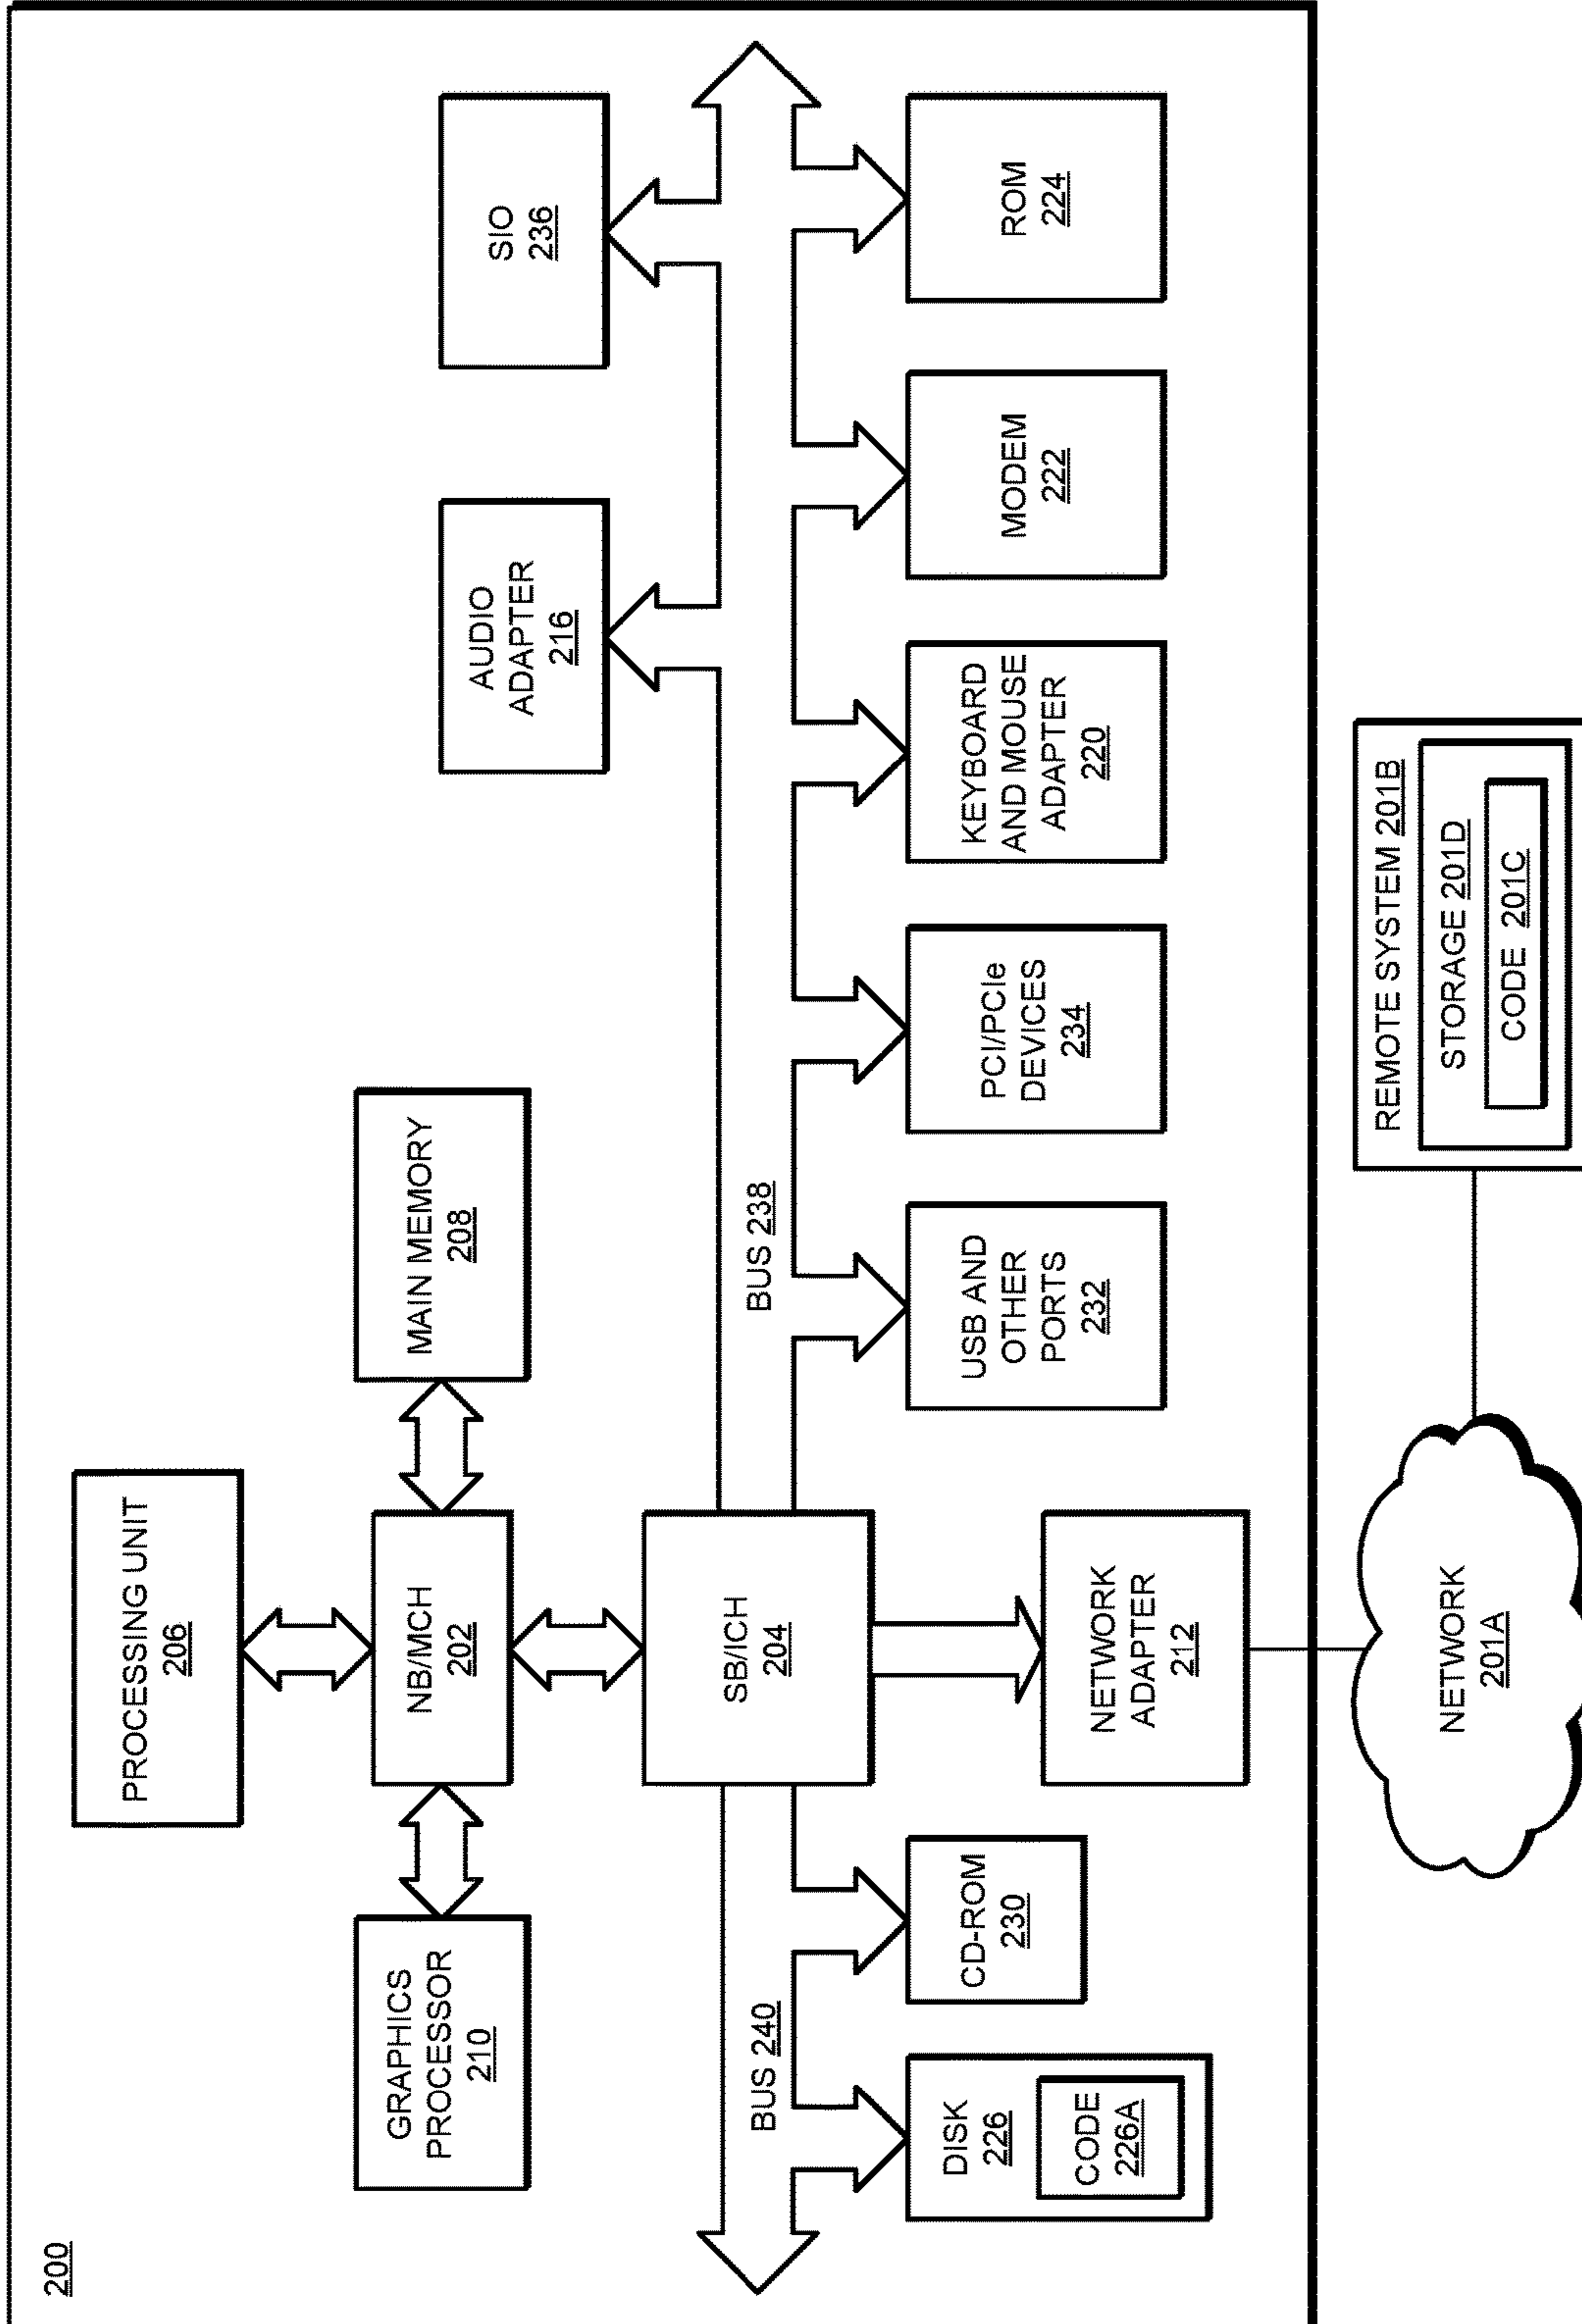 200
PROCESSING UNIT
206
GRAPHICS
PROCESSOR
210
NB/MCH
202
MAIN MEMORY
208
AUDIO
ADAPTER
216
SIO
236
SB/ICH
204
BUS 240
BUS 238
DISK
226
CODE
226A
CD-ROM
230
NETWORK
ADAPTER
212
USB AND
OTHER
PORTS
232
PCI/PCIe
DEVICES
234
KEYBOARD
AND MOUSE
ADAPTER
220
MODEM
222
ROM
224
NETWORK
201A
REMOTE SYSTEM 201B
STORAGE 201D
CODE 201C